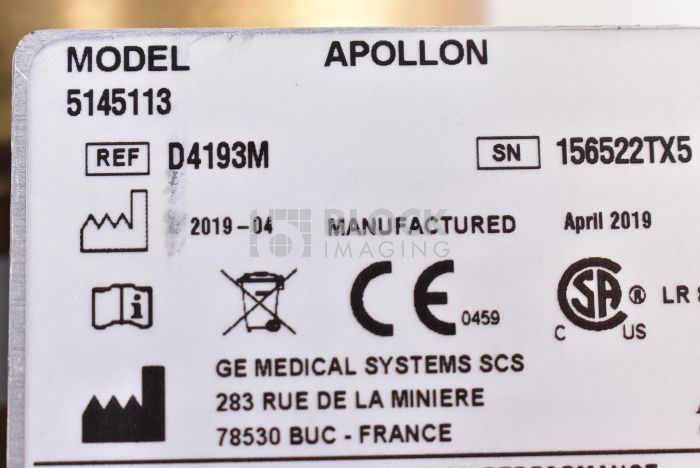 MODEL APOLLON
5145113
REF D4193M SN 156522TX5
2019-04 MANUFACTURED April 2019
BLOCK
IMAGING
i CE 0459 C SA ® US LR
GE MEDICAL SYSTEMS SCS
283 RUE DE LA MINIERE
78530 BUC - FRANCE